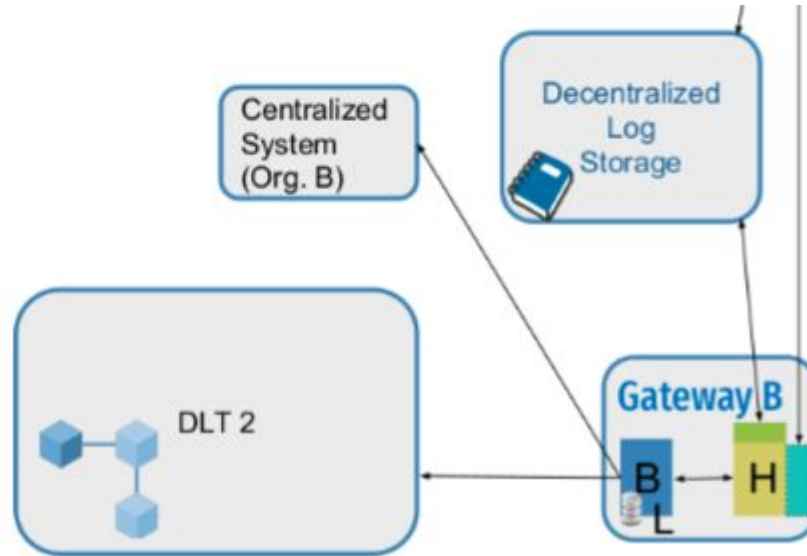 Centralized
System
(Org. B)
Decentralized
Log
Storage
DLT 2
Gateway B
B
L
H